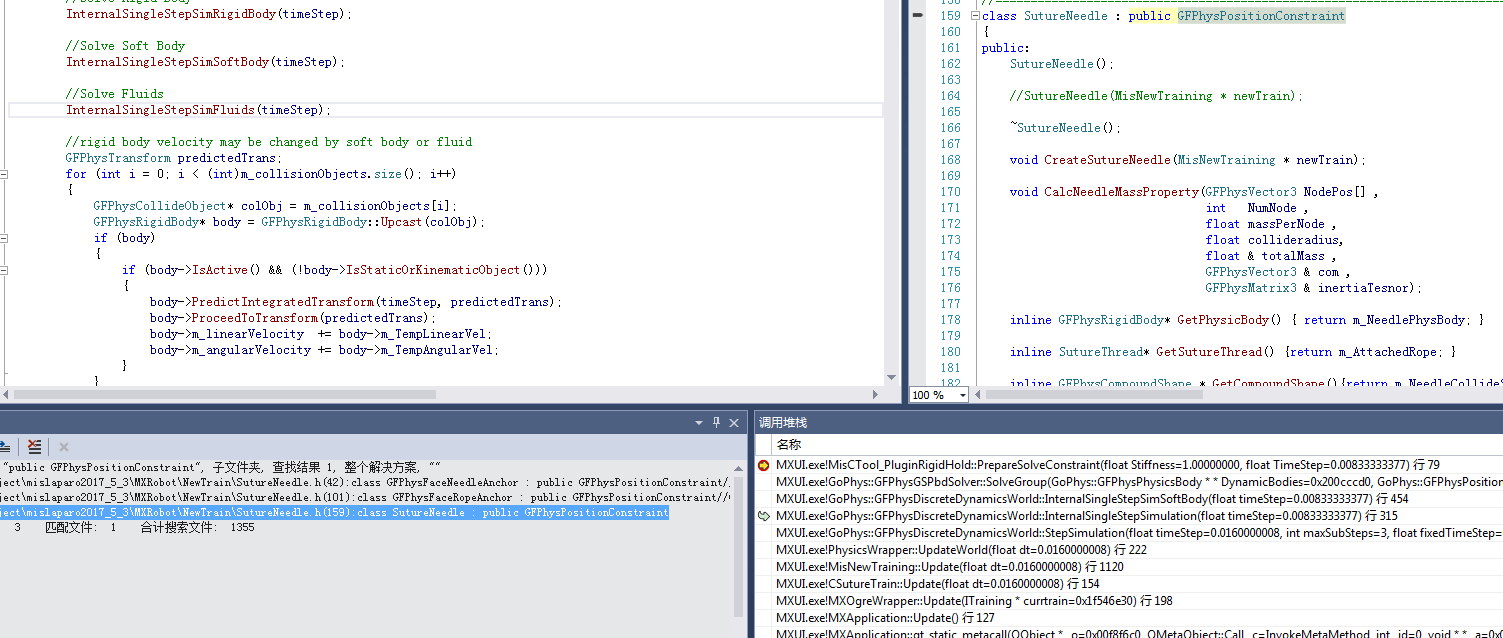 InternalSingleStepSimRigidBody(timeStep);
//Solve Soft Body
InternalSingleStepSimSoftBody(timeStep);
//Solve Fluids
InternalSingleStepSimFluids(timeStep);
//rigid body velocity may be changed by soft body or fluid
GFPhysTransform predictedTrans;
for (int i = 0; i < (int)m_collisionObjects.size(); i++)
{
GFPhysCollideObject* colObj = m_collisionObjects[i];
GFPhysRigidBody* body = GFPhysRigidBody::Upcast(colObj);
if (body)
{
if (body->IsActive() && (!body->IsStaticOrKinematicObject()))
{
body->PredictIntegratedTransform(timeStep, predictedTrans);
body->ProceedToTransform(predictedTrans);
body->m_linearVelocity += body->m_TempLinearVel;
body->m_angularVelocity += body->m_TempAngularVel;
}
}
159 class SutureNeedle : public GFPhysPositionConstraint
160 {
161 public:
162 SutureNeedle();
163
164 //SutureNeedle(MisNewTraining * newTrain);
165
166 ~SutureNeedle();
167
168 void CreateSutureNeedle(MisNewTraining * newTrain);
169
170 void CalcNeedleMassProperty(GFPhysVector3 NodePos[] ,
171 int NumNode ,
172 float massPerNode ,
173 float collideradius,
174 float & totalMass ,
175 GFPhysVector3 & com ,
176 GFPhysMatrix3 & inertiaTesnor);
177
178 inline GFPhysRigidBody* GetPhysicBody() { return m_NeedlePhysBody; }
179
180 inline SutureThread* GetSutureThread() {return m_AttachedRope; }
181
182 inline GFPhysCompoundShape * GetCompoundShape(){return m_NeedleCollideS
100 %
"public GFPhysPositionConstraint", 子文件夹, 查找结果 1, 整个解决方案, ""
ject\mislaparo2017_5_3\MXRobot\NewTrain\SutureNeedle.h(42):class GFPhysFaceNeedleAnchor : public GFPhysPositionConstraint/
ject\mislaparo2017_5_3\MXRobot\NewTrain\SutureNeedle.h(101):class GFPhysFaceRopeAnchor : public GFPhysPositionConstraint//
ject\mislaparo2017_5_3\MXRobot\NewTrain\SutureNeedle.h(159):class SutureNeedle : public GFPhysPositionConstraint
3 匹配文件: 1 合计搜索文件: 1355
调用堆栈
名称
MXUI.exe!MisCTool_PluginRigidHold::PrepareSolveConstraint(float Stiffness=1.00000000, float TimeStep=0.00833333377) 行 79
MXUI.exe!GoPhys::GFPhysGSPbdSolver::SolveGroup(GoPhys::GFPhysPhysicsBody * * DynamicBodies=0x200cccd0, GoPhys::GFPhysPosition
MXUI.exe!GoPhys::GFPhysDiscreteDynamicsWorld::InternalSingleStepSimSoftBody(float timeStep=0.00833333377) 行 454
MXUI.exe!GoPhys::GFPhysDiscreteDynamicsWorld::InternalSingleStepSimulation(float timeStep=0.00833333377) 行 315
MXUI.exe!GoPhys::GFPhysDiscreteDynamicsWorld::StepSimulation(float timeStep=0.0160000008, int maxSubSteps=3, float fixedTimeStep=
MXUI.exe!PhysicsWrapper::UpdateWorld(float dt=0.0160000008) 行 222
MXUI.exe!MisNewTraining::Update(float dt=0.0160000008) 行 1120
MXUI.exe!CSutureTrain::Update(float dt=0.0160000008) 行 154
MXUI.exe!MXOgreWrapper::Update(ITraining * currtrain=0x1f546e30) 行 198
MXUI.exe!MXApplication::Update() 行 127
MXUI.exe!MXApplication::qt_static_metacall(QObject * _o=0x00f8f6c0, QMetaObject::Call _c=InvokeMetaMethod, int _id=0, void * * _a=0x0